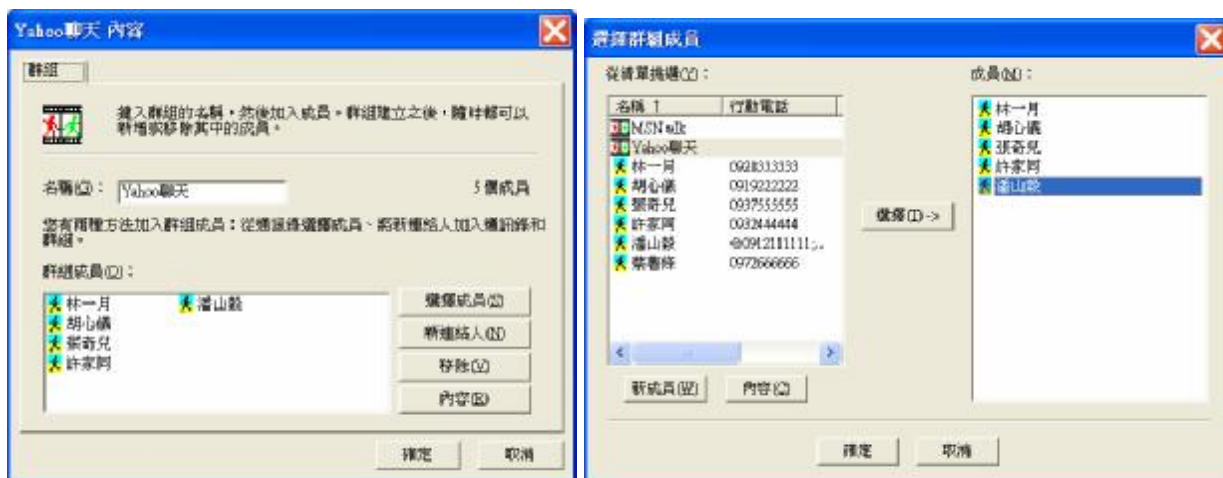 Yahoo聊天 內容
群組
鍵入群組的名稱，然後加入成員。群組建立之後，隨時都可以
新增或移除其中的成員。
名稱(G)： Yahoo聊天 5 個成員
您有兩種方法加入群組成員：從通訊錄選擇成員、將新連絡人加入通訊錄和
群組。
群組成員(O)：
林一月 潘山毅
胡心儀
張奇兒
許家同
選擇成員(S)
新連絡人(N)
移除(V)
內容(R)
確定 取消
選擇群組成員
從清單挑選(Y)： 成員(M)：
名稱 ↑ 行動電話
MSN talk
Yahoo聊天
林一月 0928333333
胡心儀 0919222222
張奇兒 0937555555
許家同 0932444444
潘山毅 0912111111;.
蔡 0972666666
選擇(I)->
林一月
胡心儀
張奇兒
許家同
潘山毅
新成員(W) 內容(C)
確定 取消